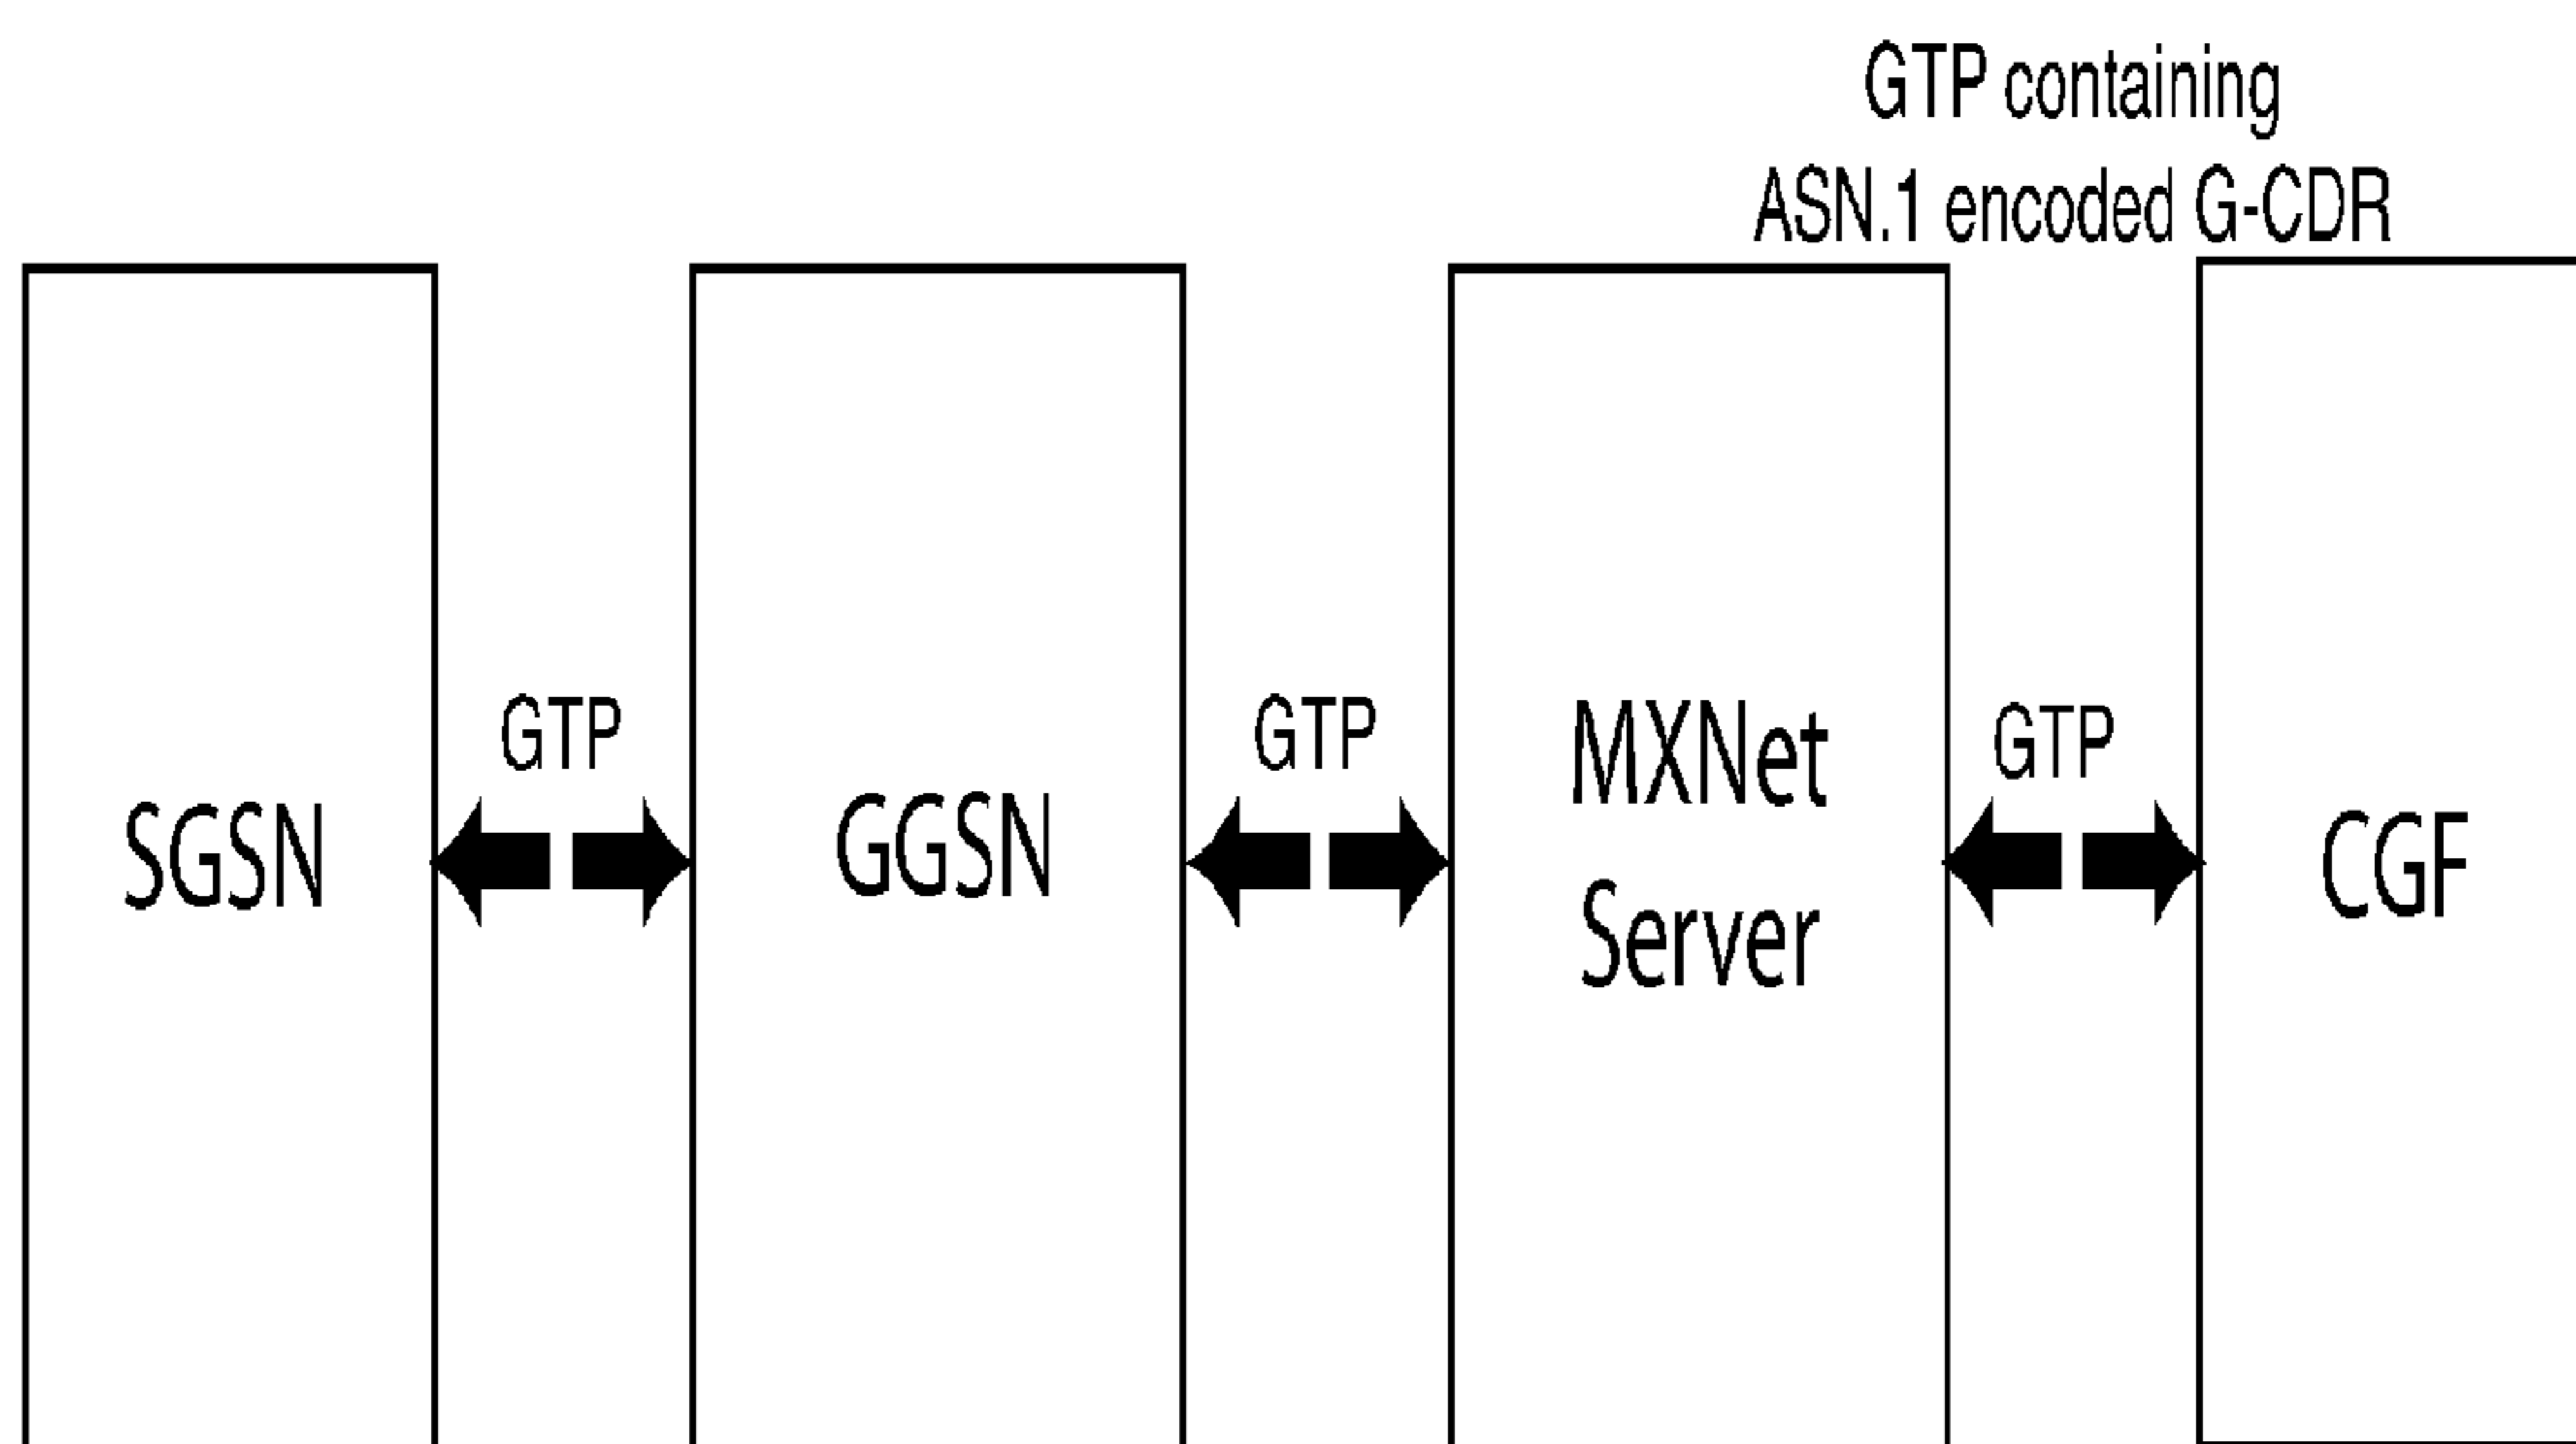 GTP containing
ASN.1 encoded G-CDR
SGSN
GTP
GGSN
GTP
MXNet
Server
GTP
CGF